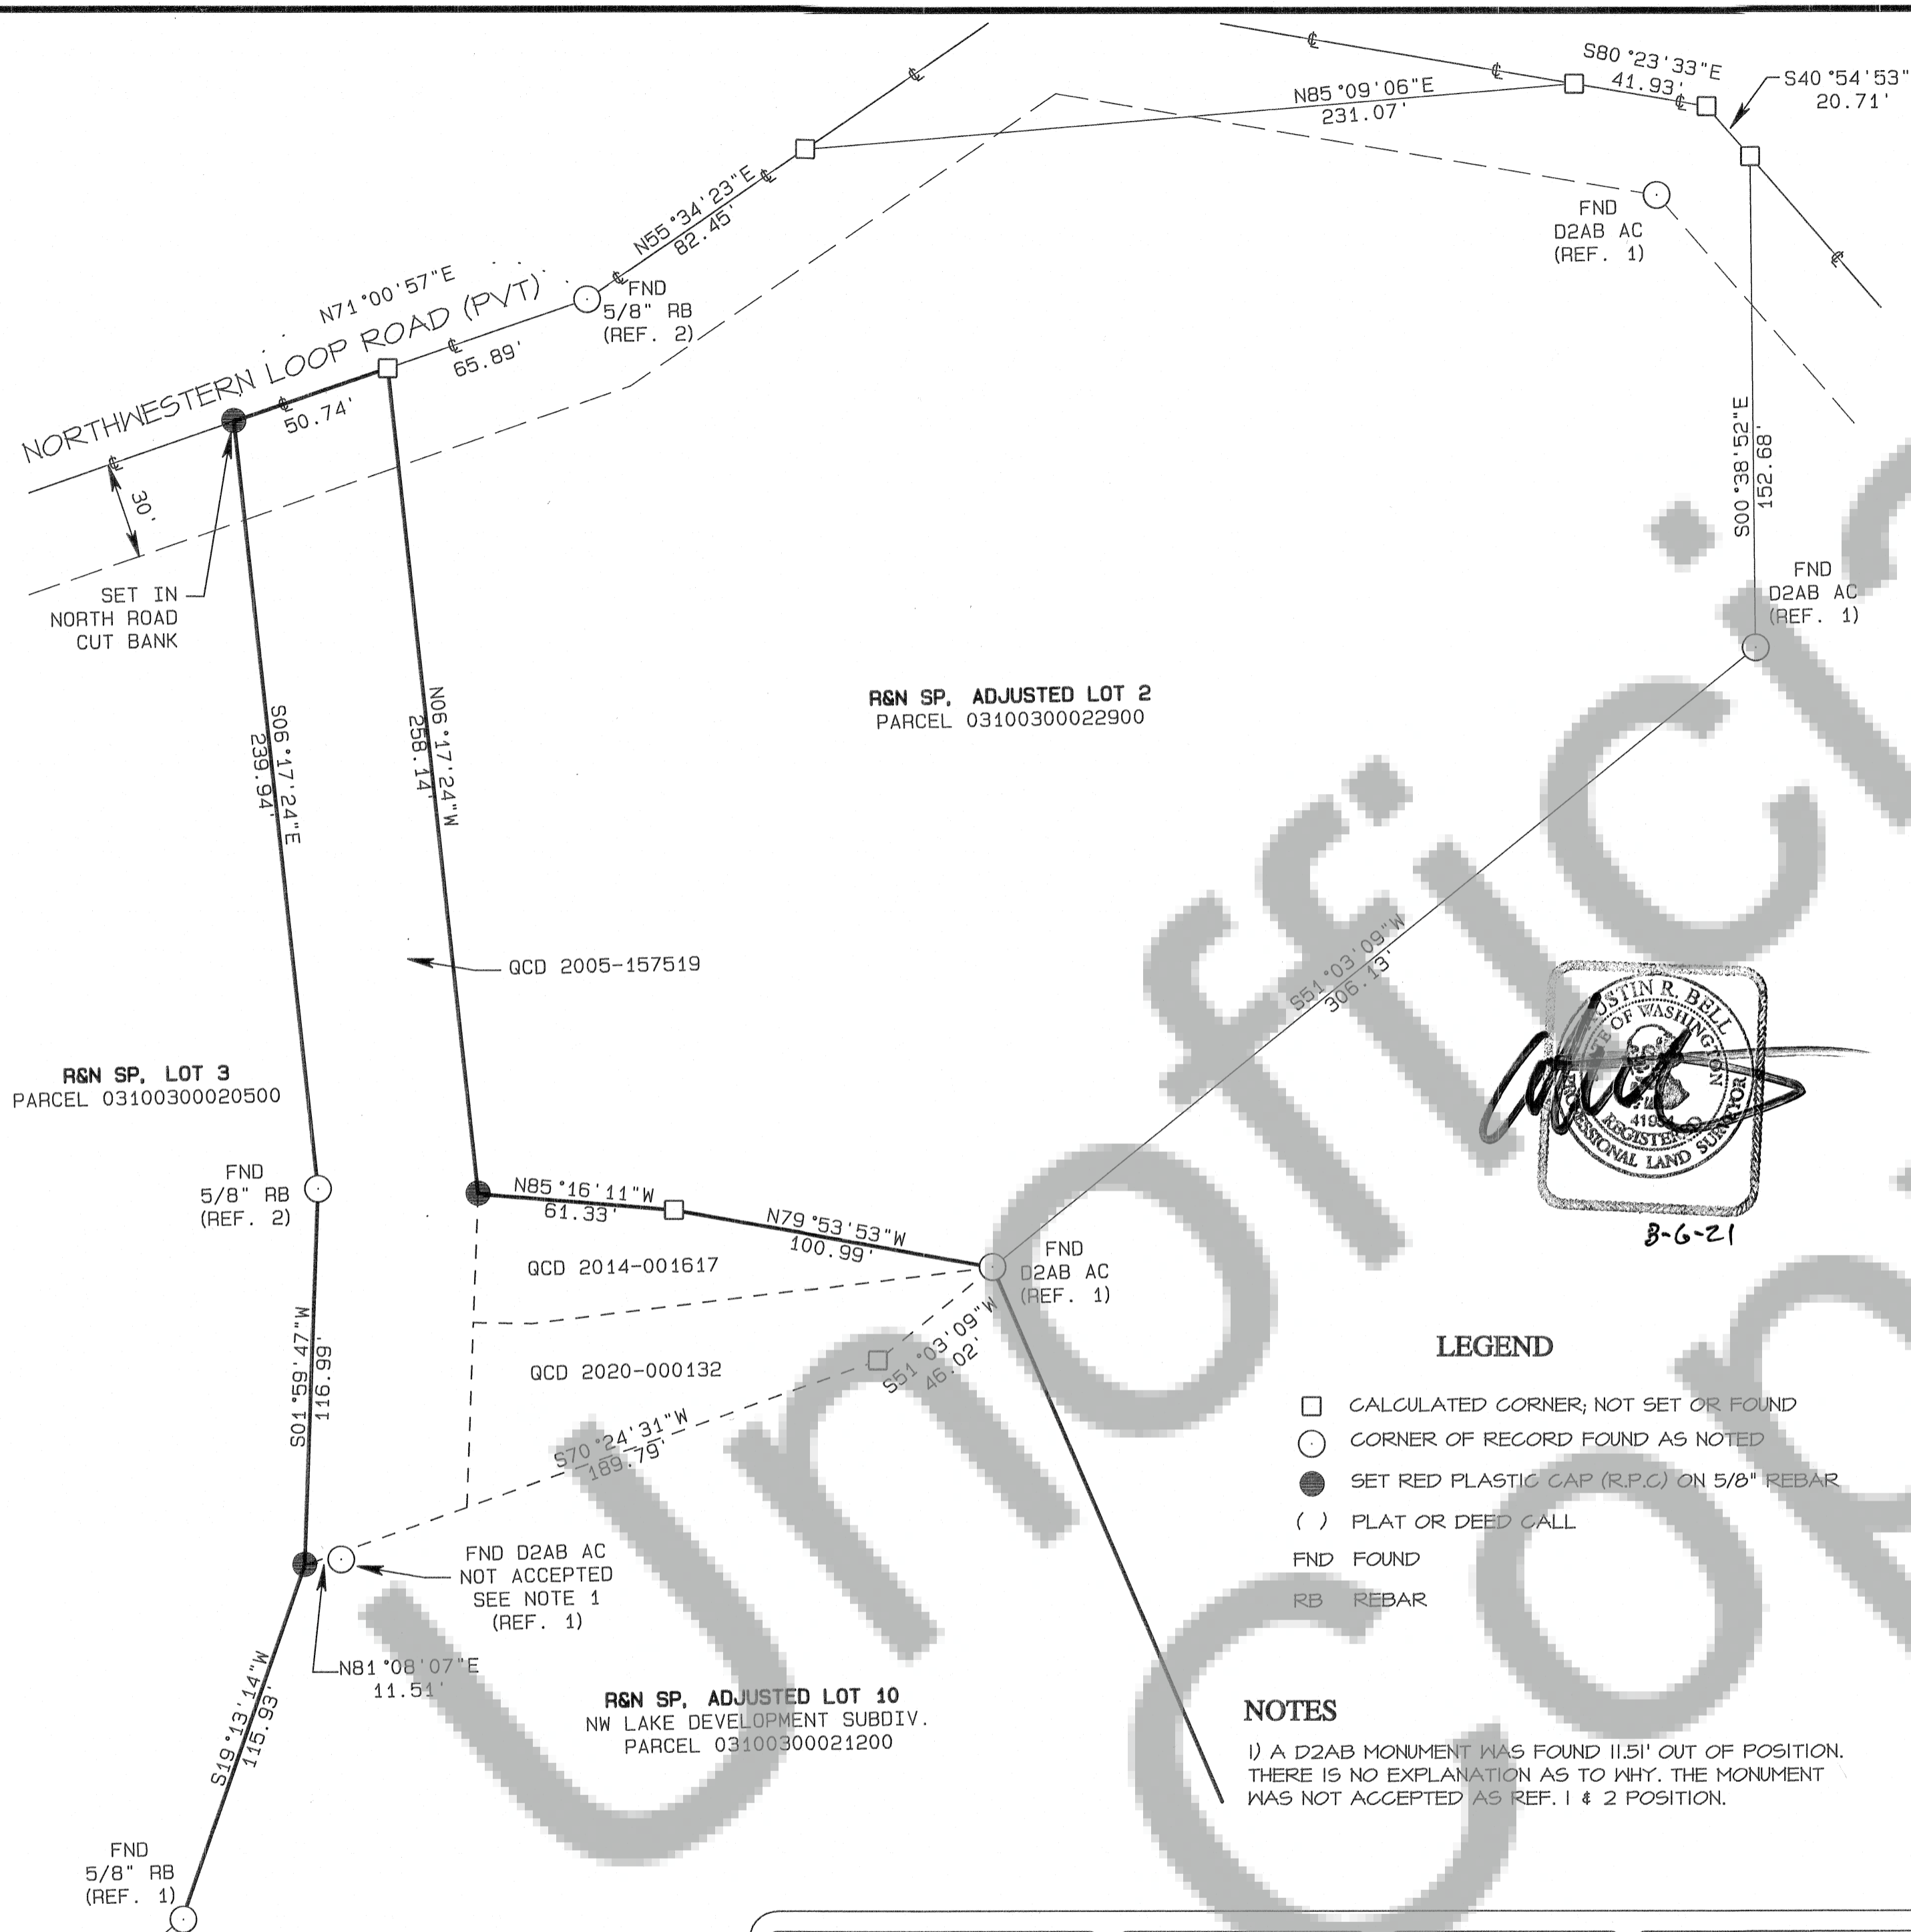 S80°23'33"E
41.93'
S40°54'53"
20.71'
N85°09'06"E
231.07'
N55°34'23"E
82.45'
FND
D2AB AC
(REF. 1)
N71°00'57"E
NORTHWESTERN LOOP ROAD (PVT)
FND
5/8" RB
(REF. 2)
65.89'
50.74'
30'
S00°38'52"E
152.68'
SET IN
NORTH ROAD
CUT BANK
FND
D2AB AC
(REF. 1)
S06°17'24"E
239.94'
N06°17'24"W
258.14'
R&N SP, ADJUSTED LOT 2
PARCEL 03100300022900
QCD 2005-157519
S51°03'09"W
306.13'
R&N SP, LOT 3
PARCEL 03100300020500
STATE OF WASHINGTON
REGISTERED
PROFESSIONAL LAND SURVEYOR
3-6-21
FND
5/8" RB
(REF. 2)
N85°16'11"W
61.33'
N79°53'53"W
100.99'
QCD 2014-001617
FND
D2AB AC
(REF. 1)
S51°03'09"W
46.02'
QCD 2020-000132
S01°59'47"W
116.99'
S70°24'31"W
189.79'
LEGEND
CALCULATED CORNER; NOT SET OR FOUND
CORNER OF RECORD FOUND AS NOTED
SET RED PLASTIC CAP (R.P.C) ON 5/8" REBAR
( ) PLAT OR DEED CALL
FND FOUND
RB REBAR
FND D2AB AC
NOT ACCEPTED
SEE NOTE 1
(REF. 1)
N81°08'07"E
11.51'
S19°13'14"W
115.93'
R&N SP, ADJUSTED LOT 10
NW LAKE DEVELOPMENT SUBDIV.
PARCEL 03100300021200
NOTES
1) A D2AB MONUMENT WAS FOUND 11.51' OUT OF POSITION.
THERE IS NO EXPLANATION AS TO WHY. THE MONUMENT
WAS NOT ACCEPTED AS REF. 1 & 2 POSITION.
FND
5/8" RB
(REF. 1)